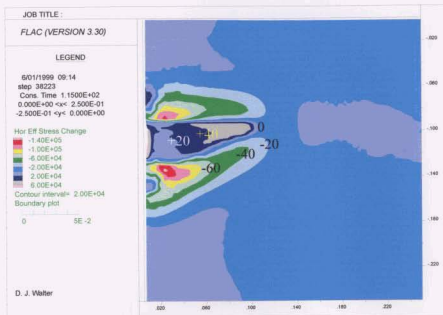 JOB TITLE :
FLAC (VERSION 3.30)
LEGEND
6/01/1999 09:14
step 38223
Cons. Time 1.1500E+02
0.000E+00 <x< 2.500E-01
-2.500E-01 <y< 0.000E+00
Hor Eff Stress Change
-1.40E+05
-1.00E+05
-6.00E+04
-2.00E+04
2.00E+04
6.00E+04
Contour interval= 2.00E+04
Boundary plot
0 5E -2
D. J. Walter
+20
+40
0
-20
-40
-60
-.020
-.060
-.100
-.140
-.180
-.220
.020 .060 .100 .140 .180 .220